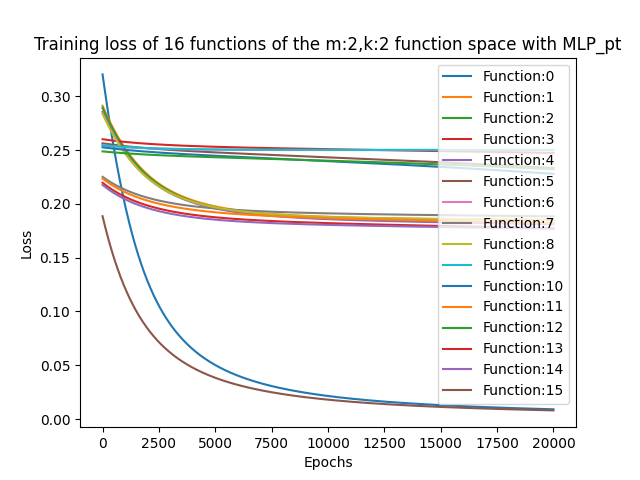 Training loss of 16 functions of the m:2,k:2 function space with MLP_pt
Loss
0.30
0.25
0.20
0.15
0.10
0.05
0.00
Function:0
Function:1
Function:2
Function:3
Function:4
Function:5
Function:6
Function:7
Function:8
Function:9
Function:10
Function:11
Function:12
Function:13
Function:14
Function:15
0 2500 5000 7500 10000 12500 15000 17500 20000
Epochs